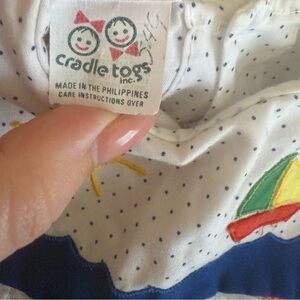 cradle togs
inc.
MADE IN THE PHILIPPINES
CARE INSTRUCTIONS OVER